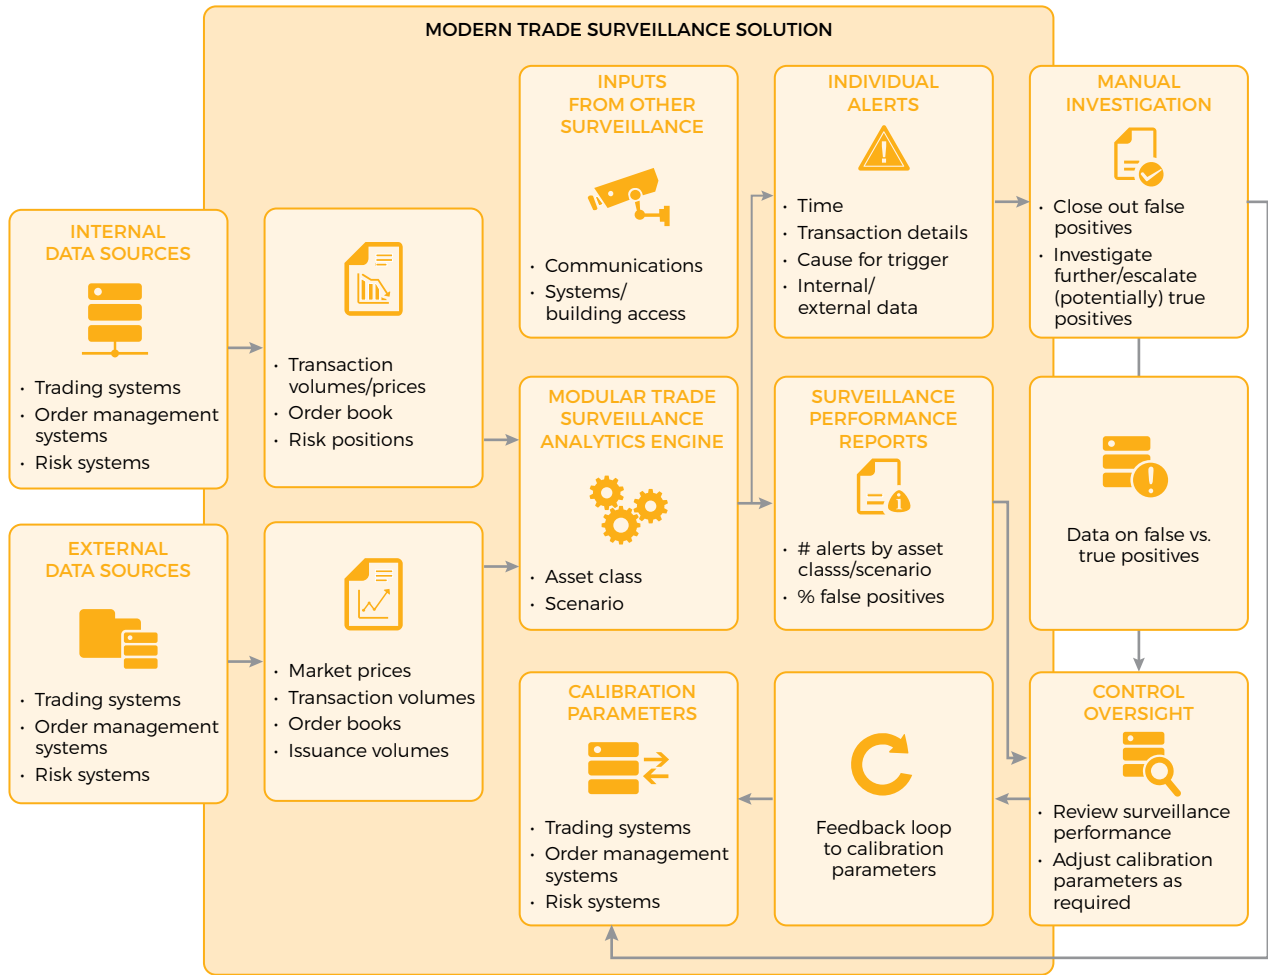 MODERN TRADE SURVEILLANCE SOLUTION
INTERNAL
DATA SOURCES
• Trading systems
• Order management
systems
• Risk systems
EXTERNAL
DATA SOURCES
• Trading systems
• Order management
systems
• Risk systems
• Transaction
volumes/prices
• Order book
• Risk positions
• Market prices
• Transaction volumes
• Order books
• Issuance volumes
INPUTS
FROM OTHER
SURVEILLANCE
• Communications
• Systems/
building access
MODULAR TRADE
SURVEILLANCE
ANALYTICS ENGINE
• Asset class
• Scenario
CALIBRATION
PARAMETERS
• Trading systems
• Order management
systems
• Risk systems
INDIVIDUAL
ALERTS
• Time
• Transaction details
• Cause for trigger
• Internal/
external data
SURVEILLANCE
PERFORMANCE
REPORTS
• # alerts by asset
classs/scenario
• % false positives
Feedback loop
to calibration
parameters
MANUAL
INVESTIGATION
• Close out false
positives
• Investigate
further/escalate
(potentially) true
positives
Data on false vs.
true positives
CONTROL
OVERSIGHT
• Review surveillance
performance
• Adjust calibration
parameters as
required